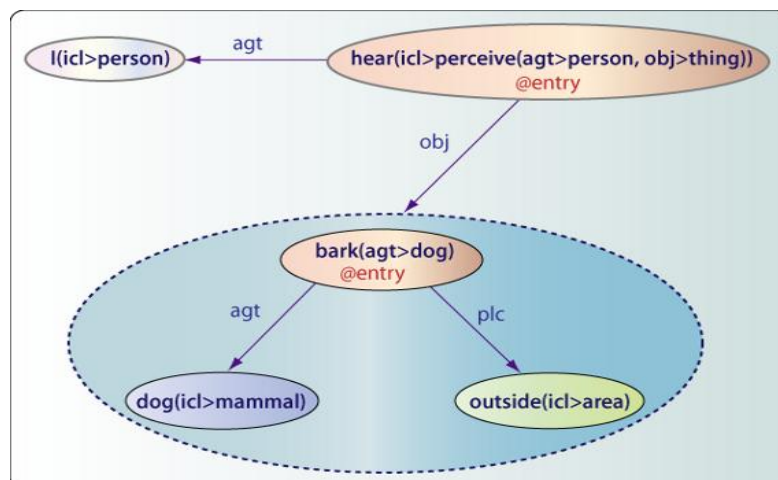 I(icl>person)
agt
hear(icl>perceive(agt>person, obj>thing))
@entry
obj
bark(agt>dog)
@entry
agt
plc
dog(icl>mammal)
outside(icl>area)